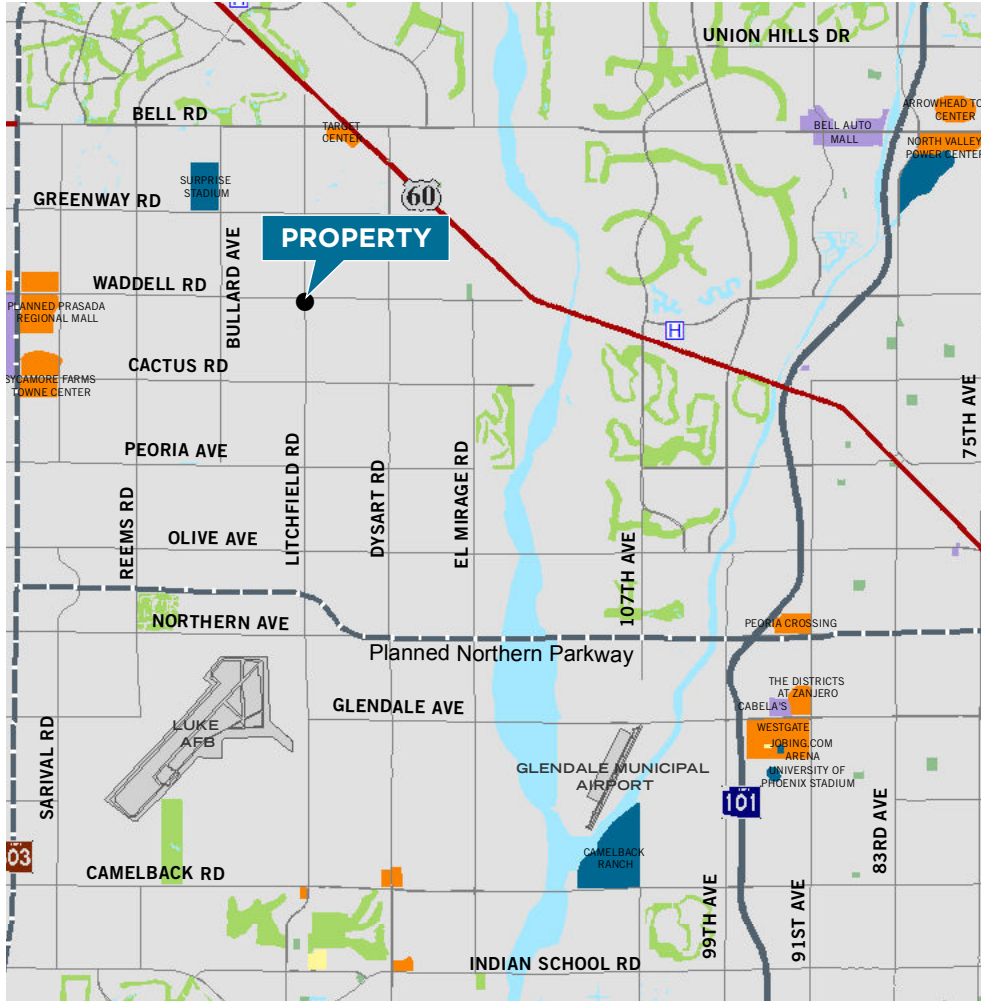 H
UNION HILLS DR
BELL RD
TARGET
CENTER
BELL AUTO
MALL
ARROWHEAD TO
CENTER
NORTH VALLEY
POWER CENTER
SURPRISE
STADIUM
GREENWAY RD
60
PROPERTY
BULLARD AVE
WADDELL RD
PLANNED PRASADA
REGIONAL MALL
H
CACTUS RD
SYCAMORE FARMS
TOWNE CENTER
75TH AVE
PEORIA AVE
LITCHFIELD RD
DYSART RD
EL MIRAGE RD
REEMS RD
OLIVE AVE
107TH AVE
NORTHERN AVE
PEORIA CROSSING
Planned Northern Parkway
THE DISTRICTS
AT ZANJERO
CABELA'S
GLENDALE AVE
LUKE
AFB
WESTGATE
JOBING.COM
ARENA
UNIVERSITY OF
PHOENIX STADIUM
SARIVAL RD
GLENDALE MUNICIPAL
AIRPORT
101
83RD AVE
03
CAMELBACK RD
CAMELBACK
RANCH
99TH AVE
91ST AVE
INDIAN SCHOOL RD